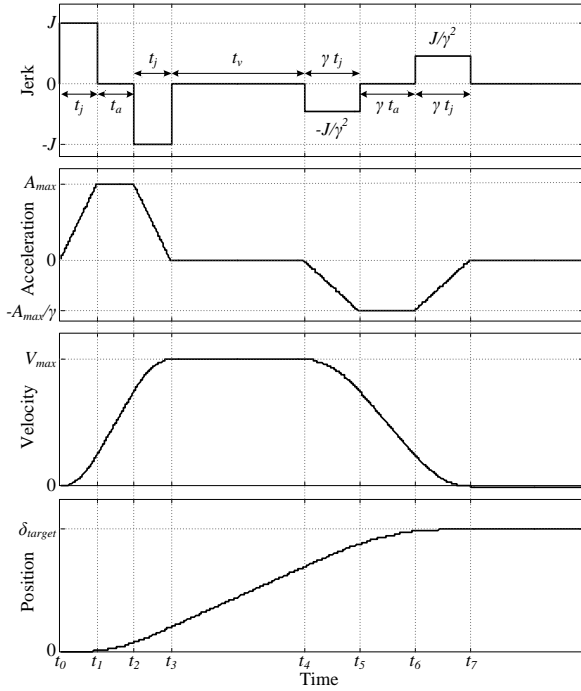 J
t_j
t_v
γ t_j
J/γ²
Jerk
0
t_j
t_a
-J/γ²
γ t_a
γ t_j
-J
A_max
Acceleration
0
-A_max/γ
V_max
Velocity
0
δ_target
Position
0
t_0 t_1 t_2 t_3 t_4 t_5 t_6 t_7
Time